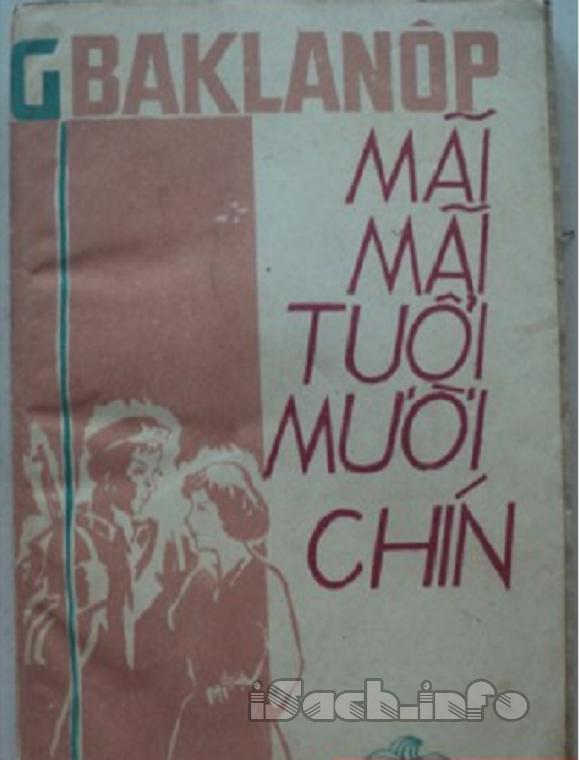 G BAKLANÔP
MÃI
MÃI
TUỔI
MƯỜI
CHÍN
iSach.info